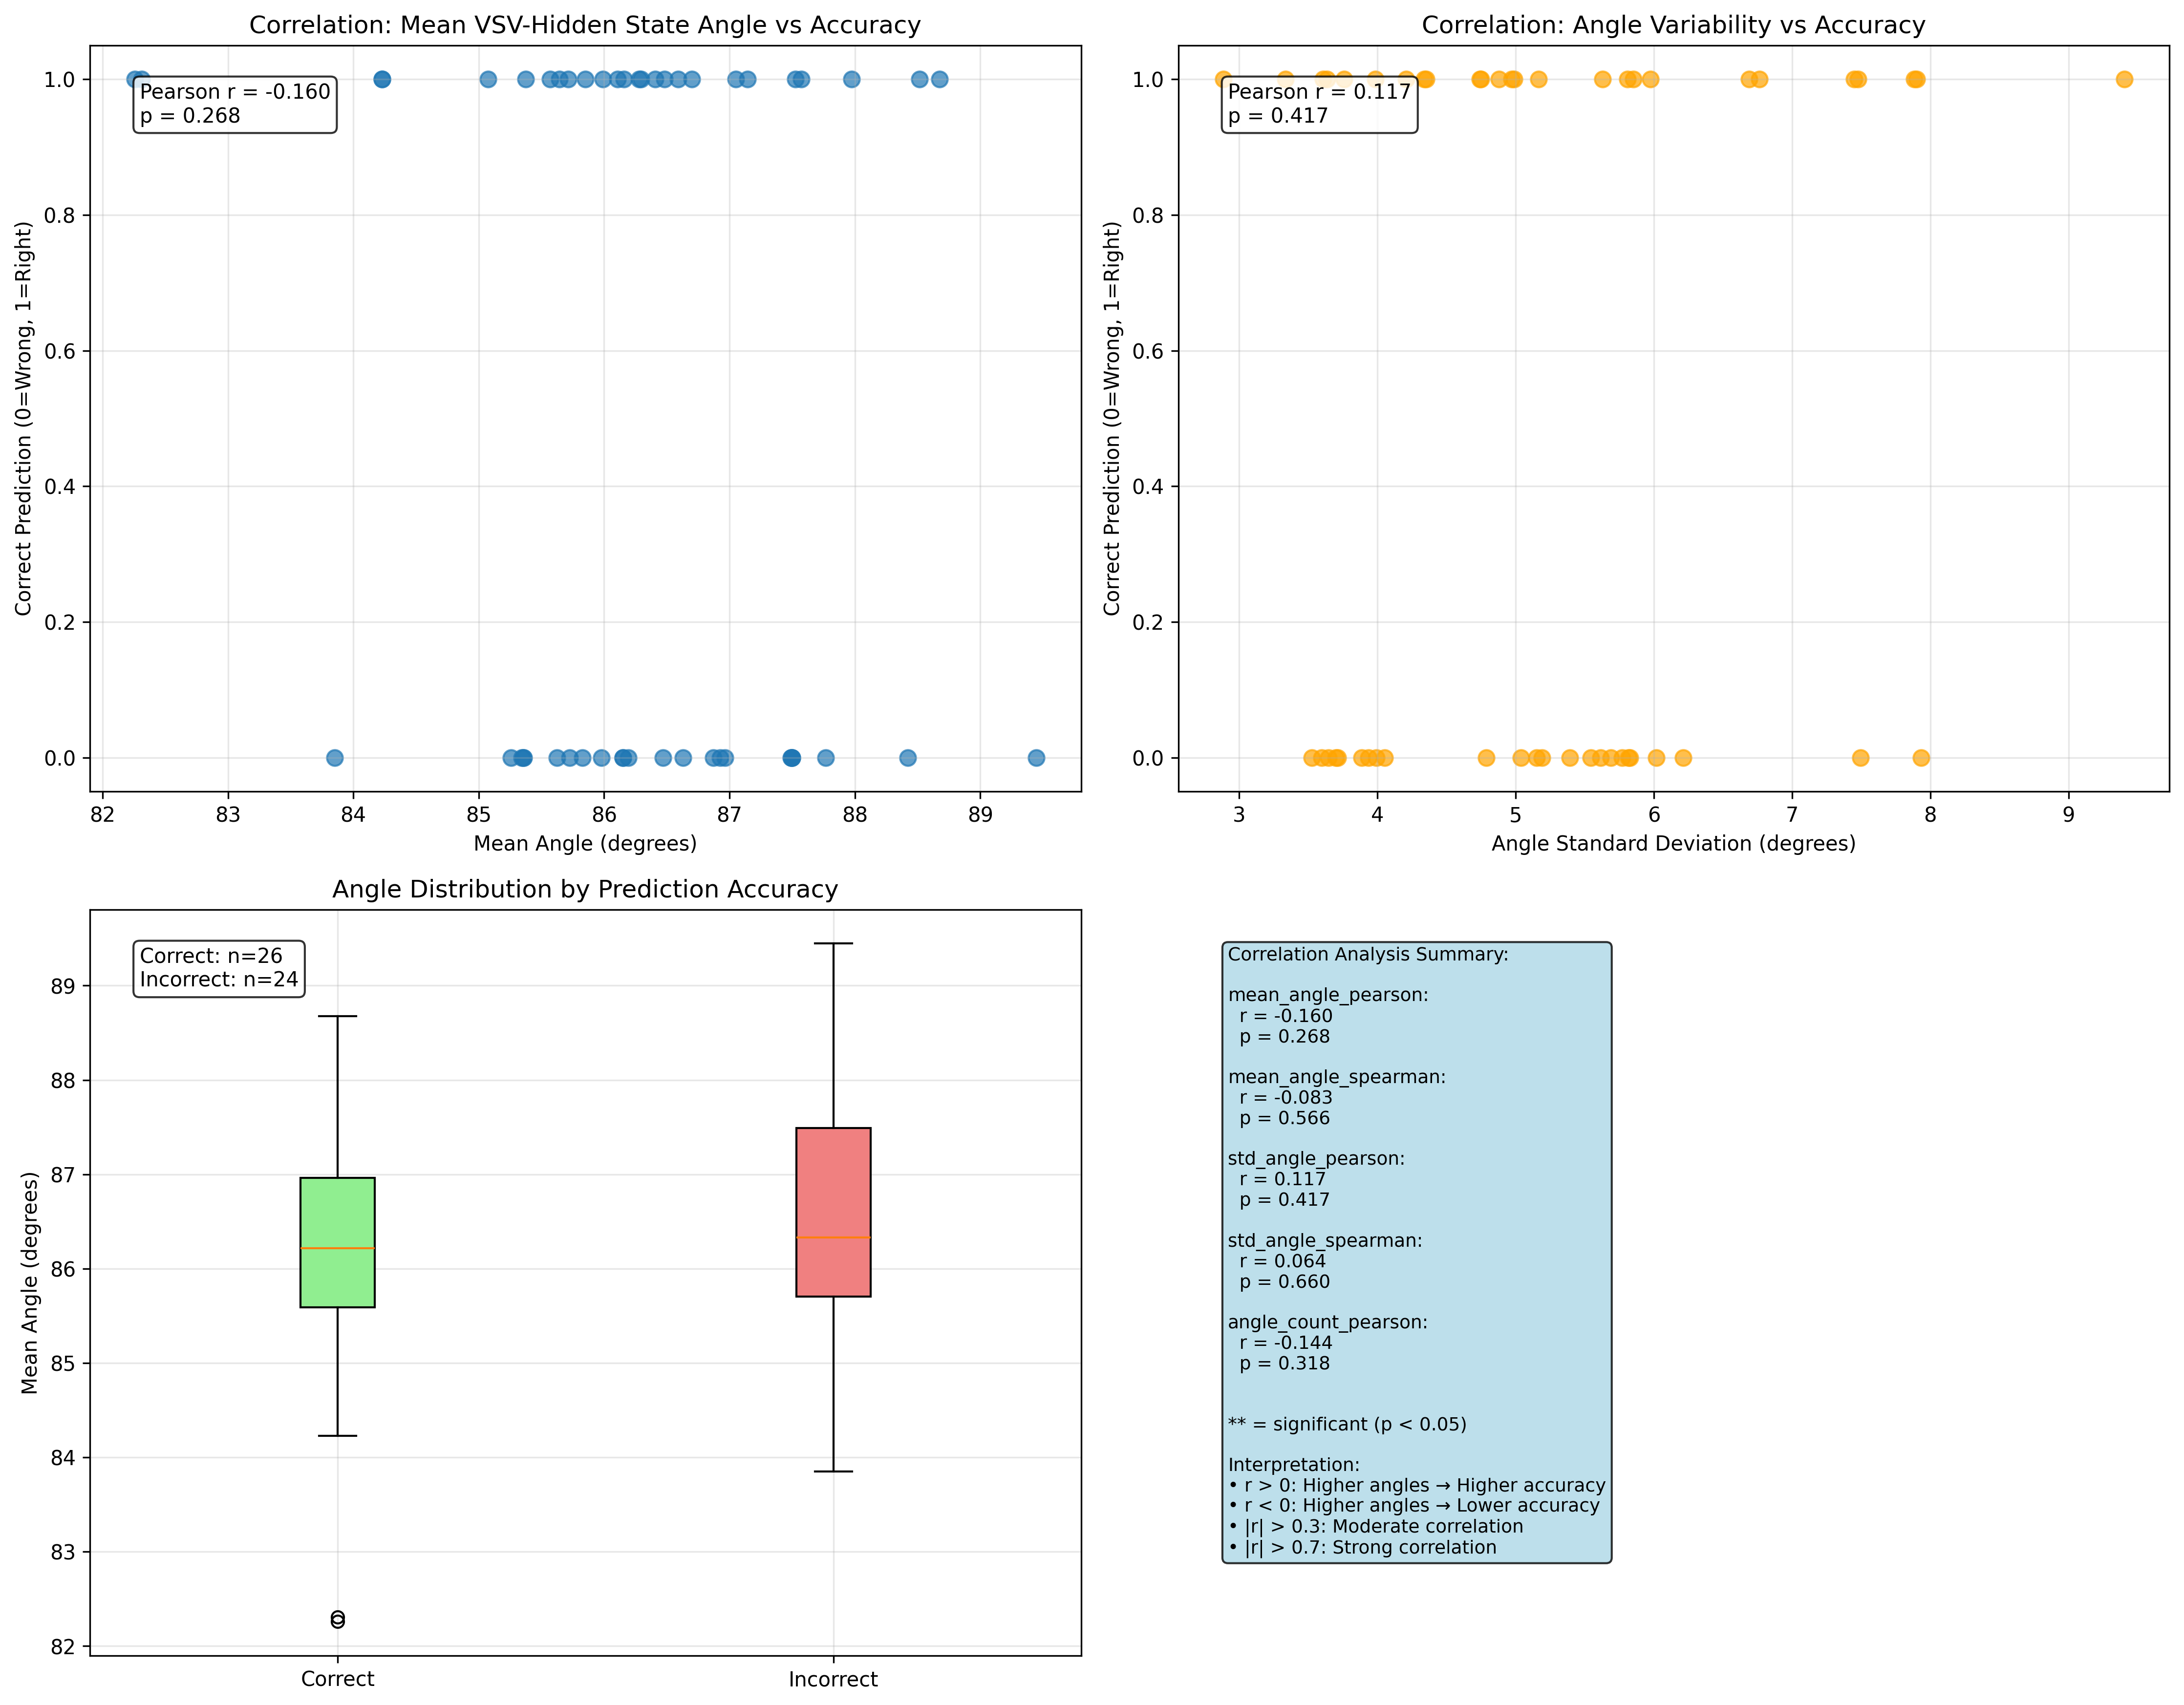 Correlation: Mean VSV-Hidden State Angle vs Accuracy
Pearson r = -0.160
p = 0.268
Correct Prediction (0=Wrong, 1=Right)
1.0
0.8
0.6
0.4
0.2
0.0
82 83 84 85 86 87 88 89
Mean Angle (degrees)
Correlation: Angle Variability vs Accuracy
Pearson r = 0.117
p = 0.417
Correct Prediction (0=Wrong, 1=Right)
1.0
0.8
0.6
0.4
0.2
0.0
3 4 5 6 7 8 9
Angle Standard Deviation (degrees)
Angle Distribution by Prediction Accuracy
Correct: n=26
Incorrect: n=24
Mean Angle (degrees)
89
88
87
86
85
84
83
82
Correct Incorrect
Correlation Analysis Summary:
mean_angle_pearson:
r = -0.160
p = 0.268
mean_angle_spearman:
r = -0.083
p = 0.566
std_angle_pearson:
r = 0.117
p = 0.417
std_angle_spearman:
r = 0.064
p = 0.660
angle_count_pearson:
r = -0.144
p = 0.318
** = significant (p < 0.05)
Interpretation:
• r > 0: Higher angles → Higher accuracy
• r < 0: Higher angles → Lower accuracy
• |r| > 0.3: Moderate correlation
• |r| > 0.7: Strong correlation